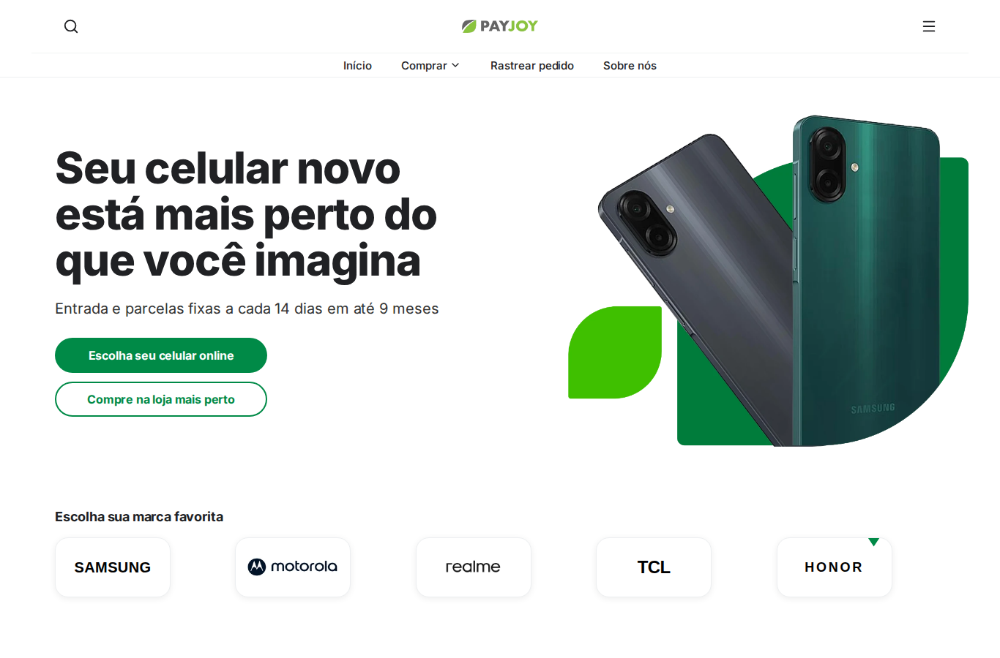 PAYJOY
Início
Comprar
Rastrear pedido
Sobre nós
Seu celular novo
está mais perto do
que você imagina
Entrada e parcelas fixas a cada 14 dias em até 9 meses
Escolha seu celular online
Compre na loja mais perto
SAMSUNG
Escolha sua marca favorita
SAMSUNG
motorola
realme
TCL
HONOR